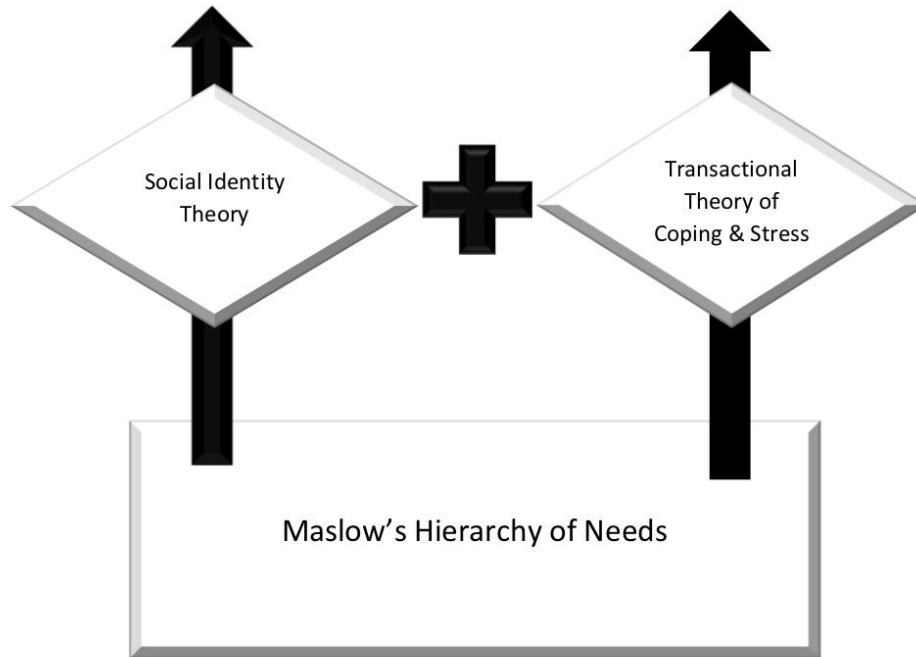 Social Identity
Theory
Transactional
Theory of
Coping & Stress
Maslow’s Hierarchy of Needs